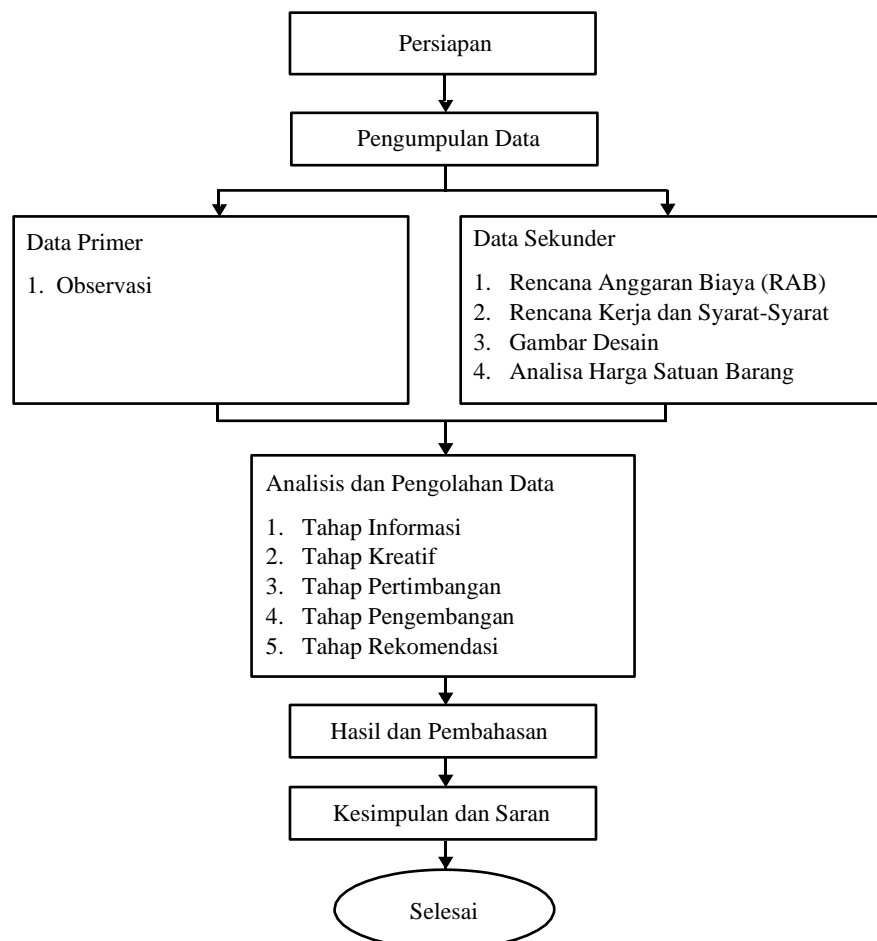 Persiapan
Pengumpulan Data
Data Primer
1. Observasi
Data Sekunder
1. Rencana Anggaran Biaya (RAB)
2. Rencana Kerja dan Syarat-Syarat
3. Gambar Desain
4. Analisa Harga Satuan Barang
Analisis dan Pengolahan Data
1. Tahap Informasi
2. Tahap Kreatif
3. Tahap Pertimbangan
4. Tahap Pengembangan
5. Tahap Rekomendasi
Hasil dan Pembahasan
Kesimpulan dan Saran
Selesai